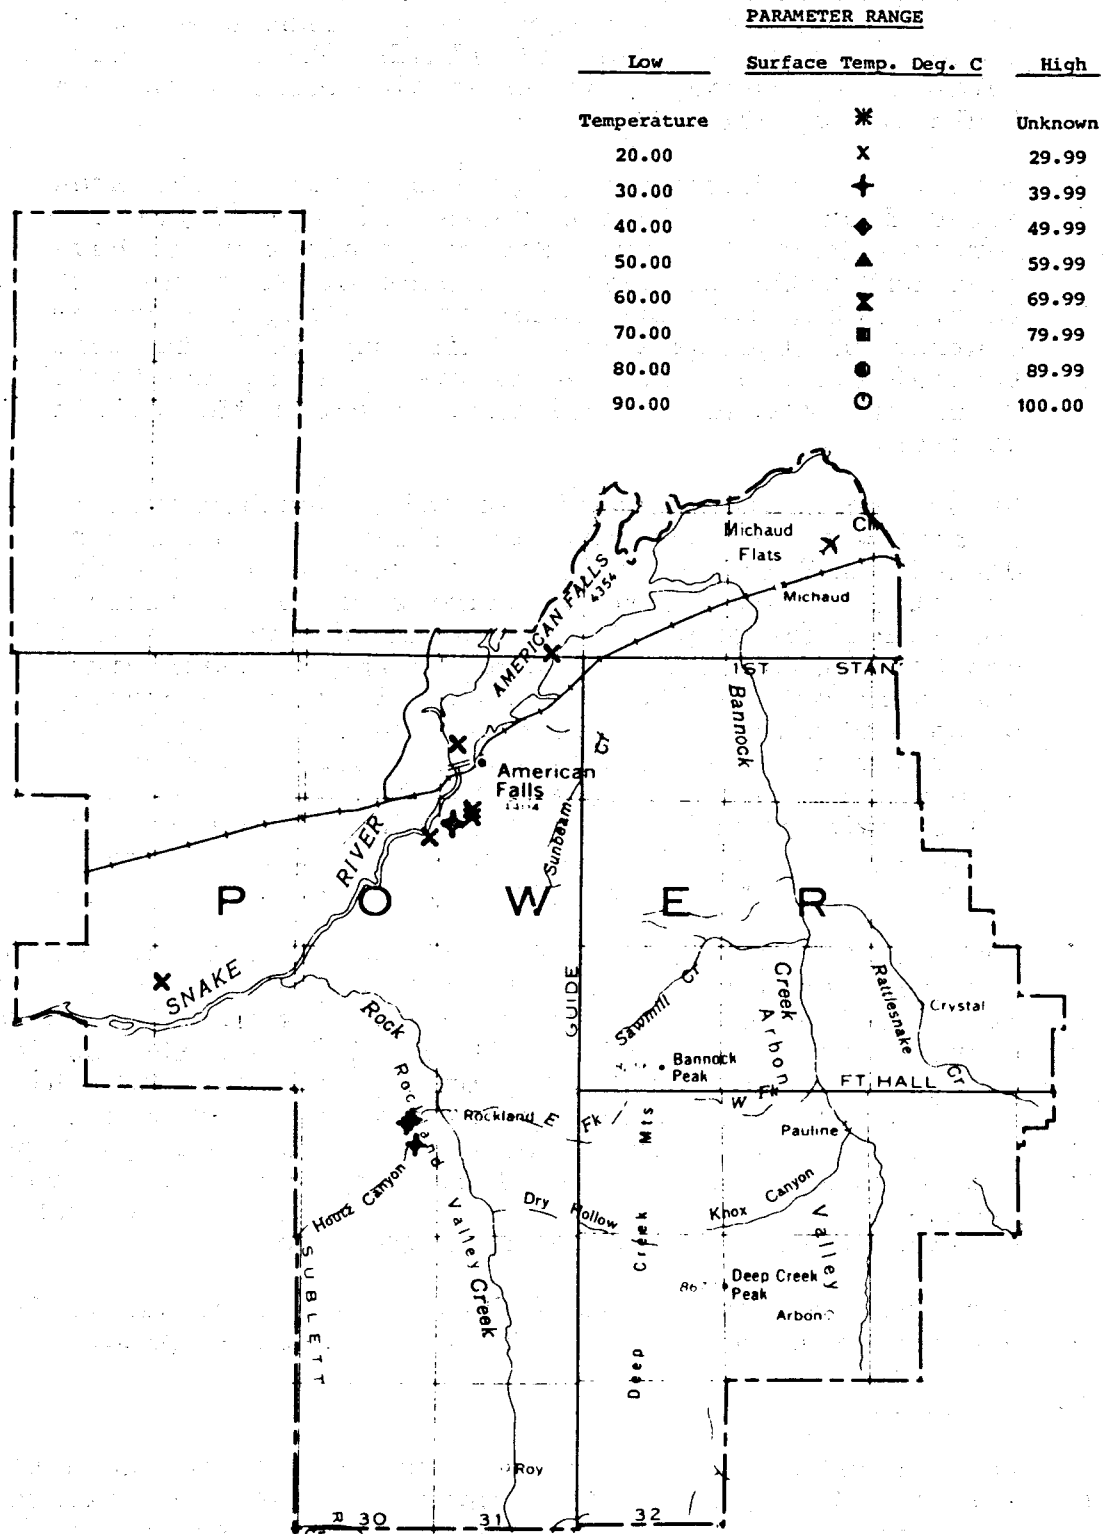 PARAMETER RANGE
Low Surface Temp. Deg. C High
Temperature Unknown
20.00 x 29.99
30.00 39.99
40.00 49.99
50.00 59.99
60.00 69.99
70.00 79.99
80.00 89.99
90.00 100.00
Michaud
Flats
Michaud
AMERICAN FALLS
4354
1ST STAN
Bannock
American
Falls
Cr
Sunbeam
RIVER
POWER
SNAKE
Rock
GUIDE
Sawmill Cr
Creek
Arbon
Rattlesnake
Crystal
Bannock
Peak
FT HALL
Cr
W Fk
Rockland
Rockland E Fk
Mts
Pauline
Houtz Canyon
Dry Hollow
Knox Canyon
Valley
Valley
Creek
Creek
SUBLETT
Deep Creek
Peak
Arbon
Deep
Roy
R 30 31 32